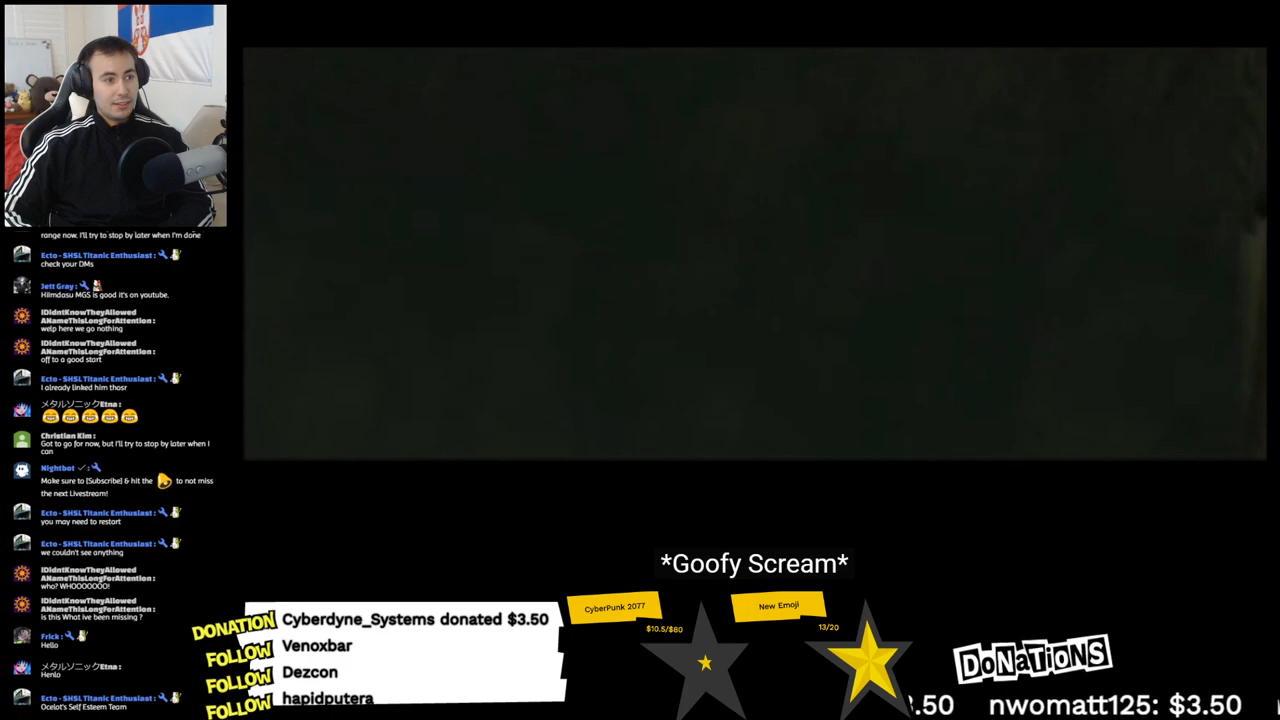 range now. I'll try to stop by later when I'm done
Ecto - SHSL Titanic Enthusiast :
check your DMs
Jett Gray :
Hiimdasu MGS is good it's on youtube.
IDidntKnowTheyAllowed
ANameThisLongForAttention :
welp here we go nothing
IDidntKnowTheyAllowed
ANameThisLongForAttention :
off to a good start
Ecto - SHSL Titanic Enthusiast :
I already linked him thosr
メタルソニックEtna :
Christian Kim :
Got to go for now, but I'll try to stop by later when I
can
Nightbot ✓ :
Make sure to [Subscribe] & hit the to not miss
the next Livestream!
Ecto - SHSL Titanic Enthusiast :
you may need to restart
Ecto - SHSL Titanic Enthusiast :
we couldn't see anything
IDidntKnowTheyAllowed
ANameThisLongForAttention :
who? WHOOOOOOO!
IDidntKnowTheyAllowed
ANameThisLongForAttention :
Is this What ive been missing ?
Frick :
Hello
メタルソニックEtna :
Henlo
Ecto - SHSL Titanic Enthusiast :
Ocelot's Self Esteem Team
*Goofy Scream*
DONATION Cyberdyne_Systems donated $3.50
FOLLOW Venoxbar
FOLLOW Dezcon
FOLLOW hapidputera
CyberPunk 2077
$10.5/$80
New Emoji
13/20
DONATIONS
.50 nwomatt125: $3.50